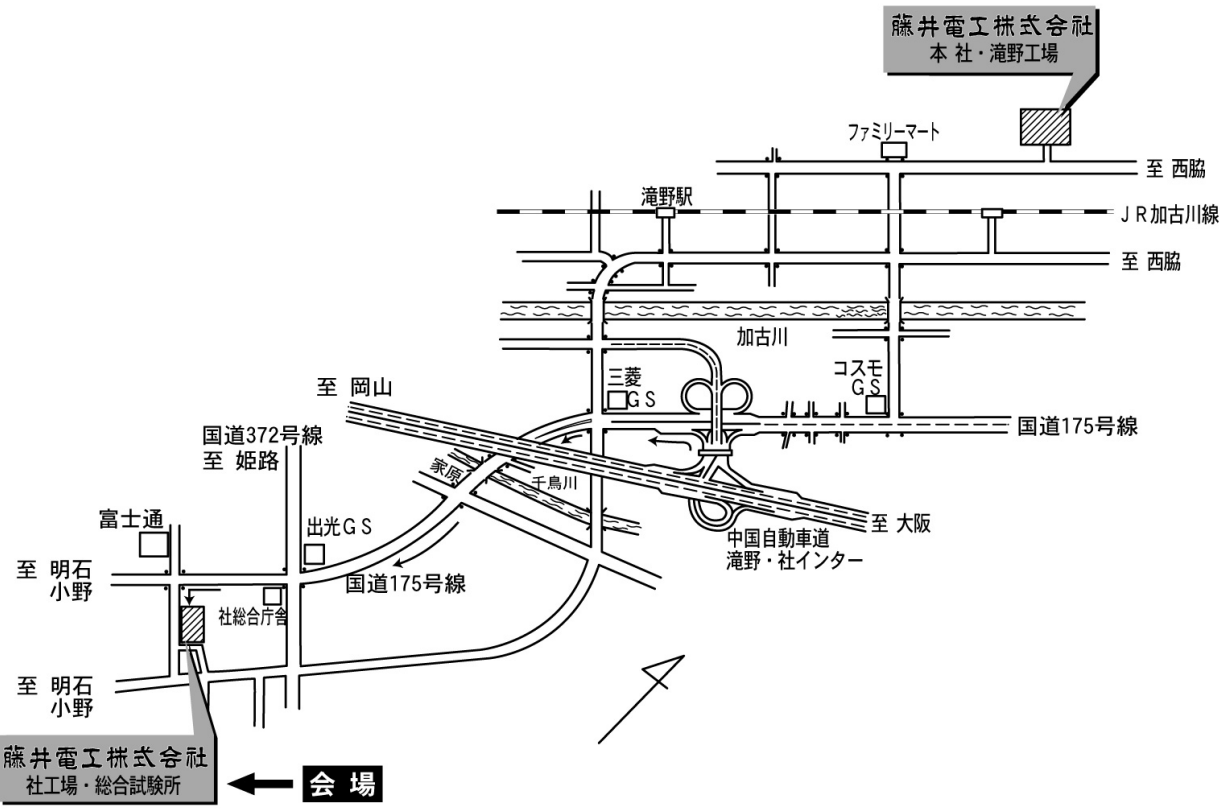 藤井電工株式会社
本社・滝野工場
ファミリーマート
至 西脇
滝野駅
JR加古川線
至 西脇
加古川
コスモ
GS
三菱
GS
至 岡山
国道175号線
国道372号線
至 姫路
家原
千鳥川
至 大阪
中国自動車道
滝野・社インター
富士通
出光GS
至 明石
小野
国道175号線
社総合庁舎
至 明石
小野
藤井電工株式会社
社工場・総合試験所
会場